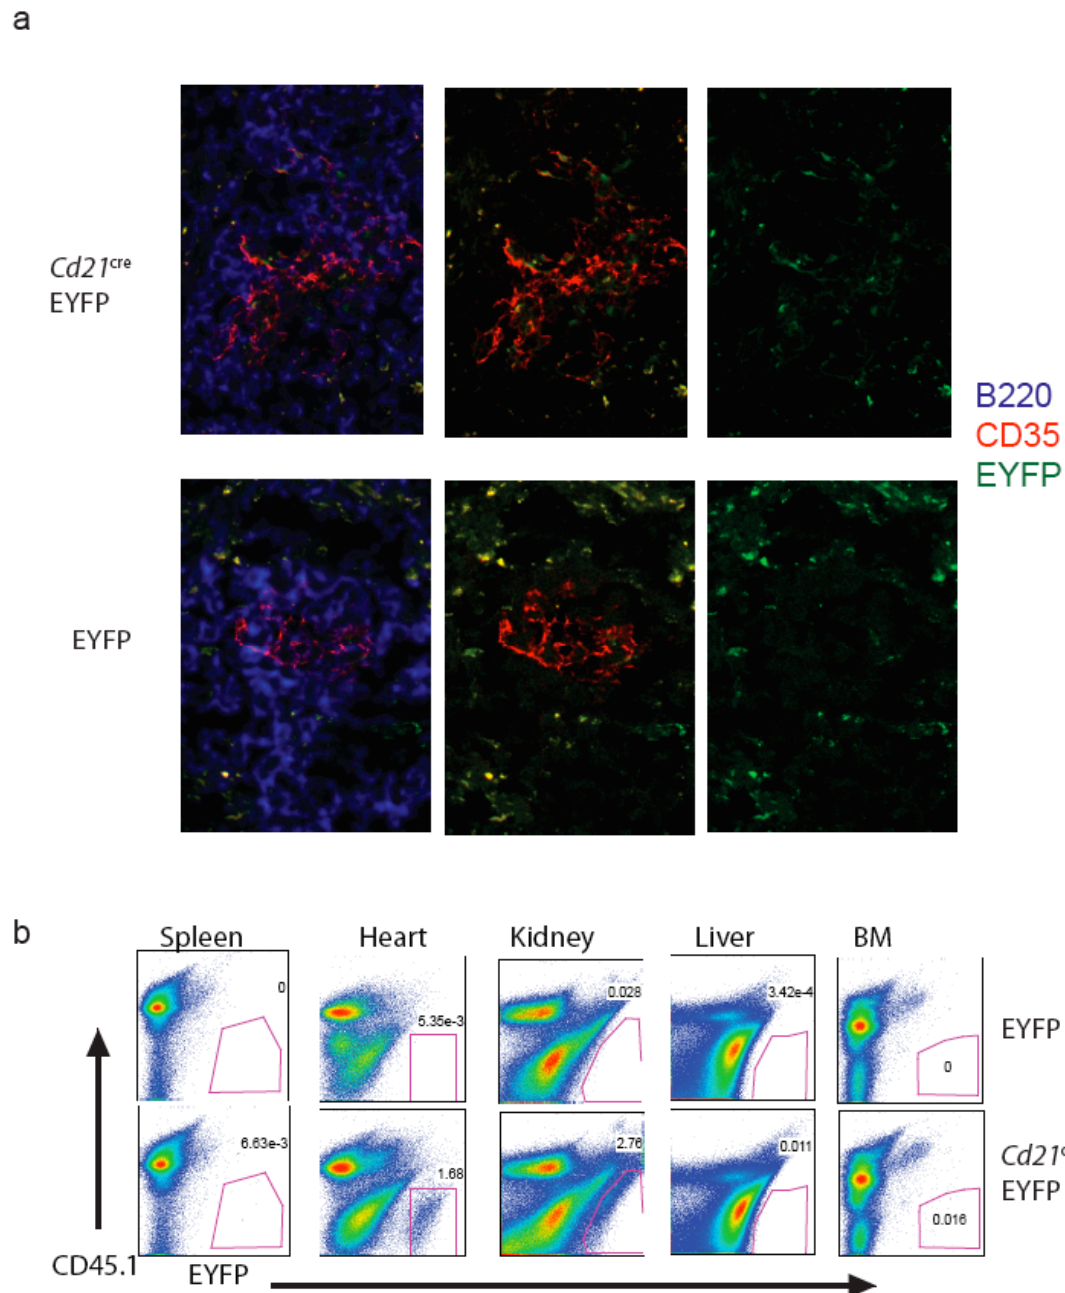 a
Cd21cre
EYFP
B220
CD35
EYFP
EYFP
b
Spleen Heart Kidney Liver BM
0 5.35e-3 0.028 3.42e-4 0
EYFP
6.63e-3 1.68 2.76 0.011 0.016
Cd21
EYFP
CD45.1
EYFP